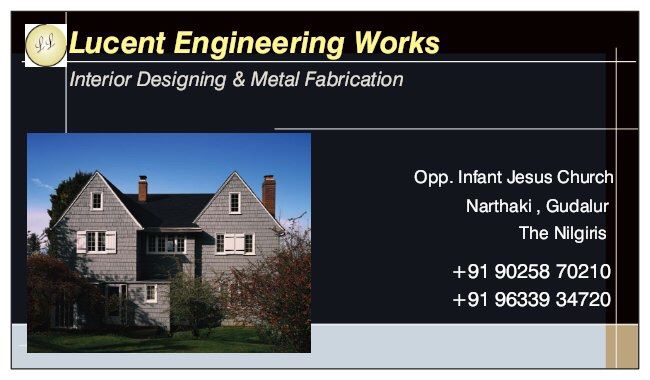 Lucent Engineering Works
Interior Designing & Metal Fabrication
Opp. Infant Jesus Church
Narthaki , Gudalur
The Nilgiris
+91 90258 70210
+91 96339 34720